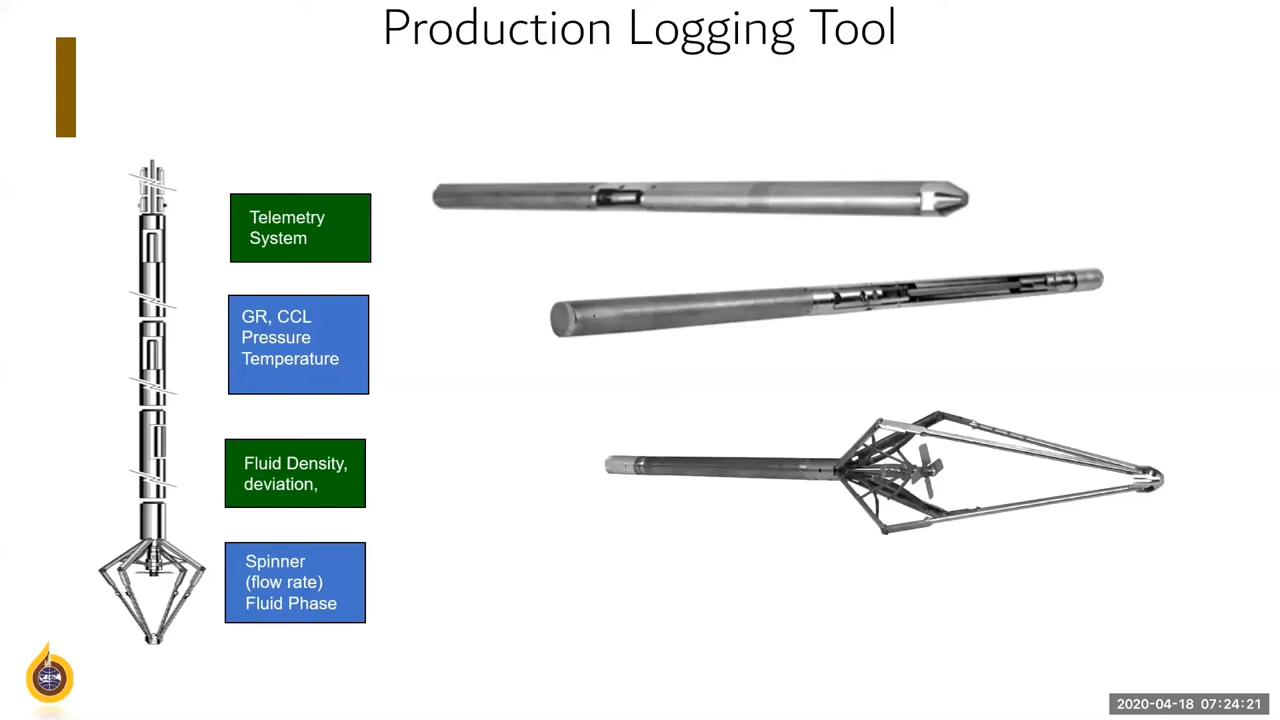 Production Logging Tool
Telemetry
System
GR, CCL
Pressure
Temperature
Fluid Density,
deviation,
Spinner
(flow rate)
Fluid Phase
2020-04-18 07:24:21